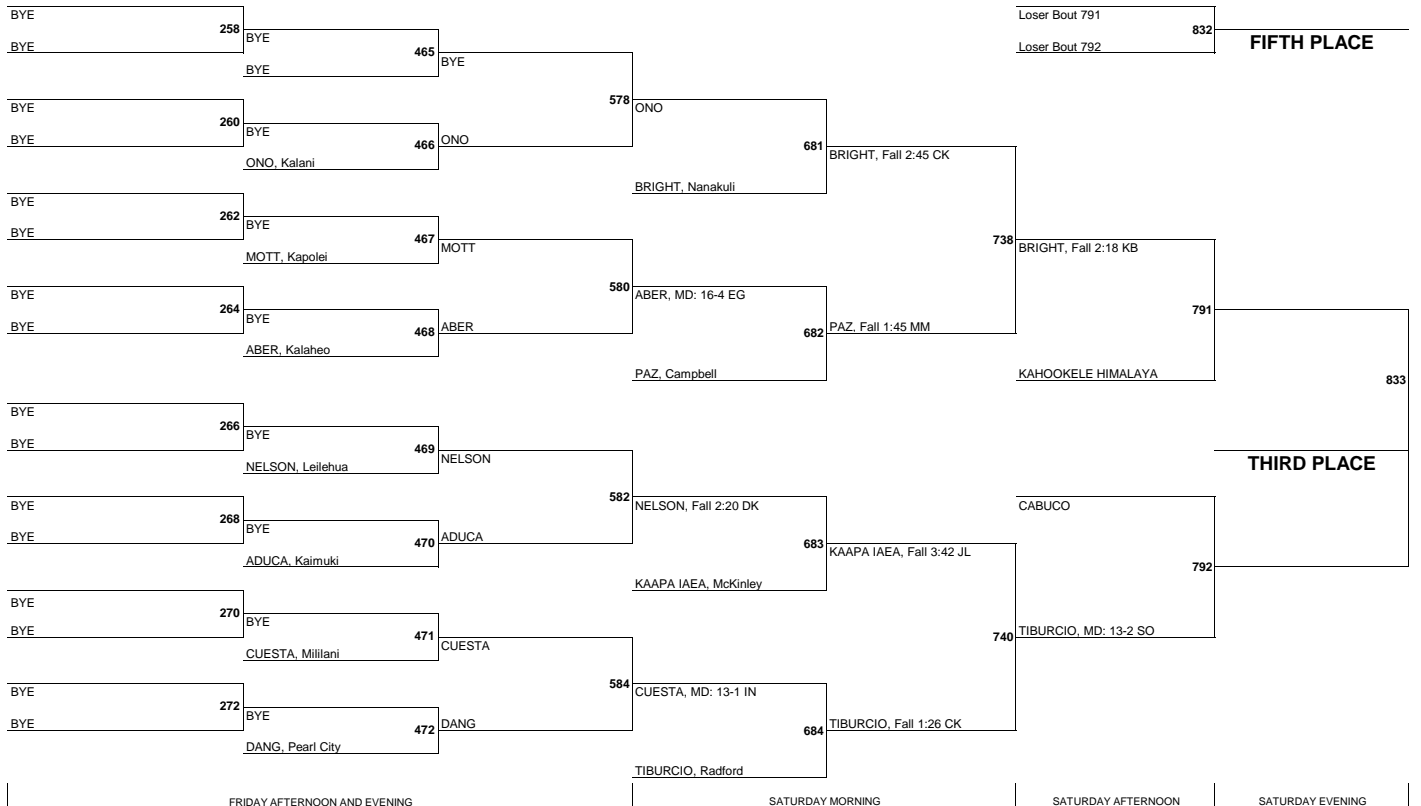 BYE
258
BYE
BYE
465
BYE
BYE
BYE
260
BYE
BYE
466
ONO, Kalani
ONO
578
ONO
681
BRIGHT, Nanakuli
BRIGHT, Fall 2:45 CK
BYE
262
BYE
BYE
467
MOTT, Kapolei
MOTT
BYE
264
BYE
BYE
468
ABER, Kalaheo
ABER
580
ABER, MD: 16-4 EG
682
PAZ, Campbell
PAZ, Fall 1:45 MM
738
BRIGHT, Fall 2:18 KB
791
KAHOOKELE HIMALAYA
BYE
266
BYE
BYE
469
NELSON, Leilehua
NELSON
BYE
268
BYE
BYE
470
ADUCA, Kaimuki
ADUCA
582
NELSON, Fall 2:20 DK
683
KAAPA IAEA, McKinley
KAAPA IAEA, Fall 3:42 JL
BYE
270
BYE
BYE
471
CUESTA, Mililani
CUESTA
BYE
272
BYE
BYE
472
DANG, Pearl City
DANG
584
CUESTA, MD: 13-1 IN
684
TIBURCIO, Radford
TIBURCIO, Fall 1:26 CK
740
CABUCO
792
TIBURCIO, MD: 13-2 SO
Loser Bout 791
832
Loser Bout 792
FIFTH PLACE
833
THIRD PLACE
FRIDAY AFTERNOON AND EVENING
SATURDAY MORNING
SATURDAY AFTERNOON
SATURDAY EVENING